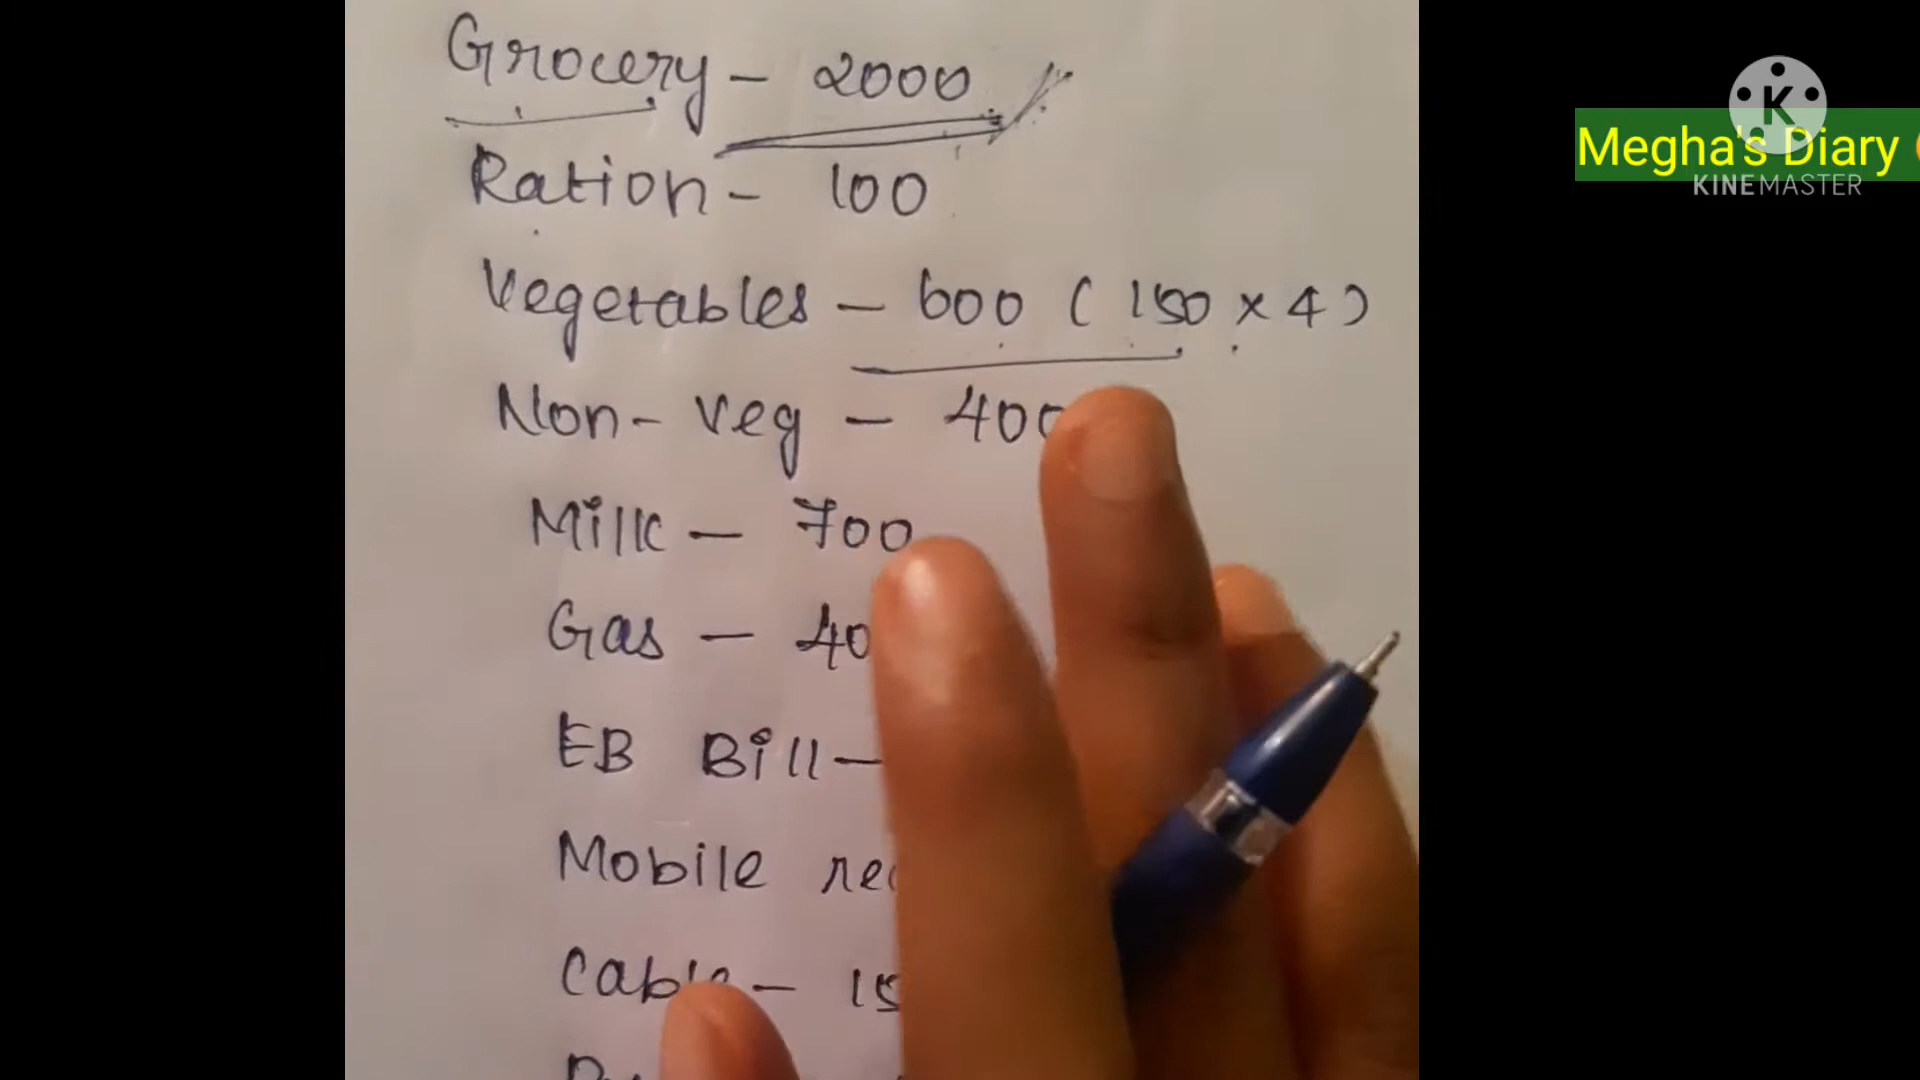 Grocery - 2000
Ration - 100
Vegetables - 600 (150 x 4)
Non-veg - 400
Milk - 700
Gas - 40
EB Bill -
Mobile
Cable - 15
Megha's Diary
KINEMASTER